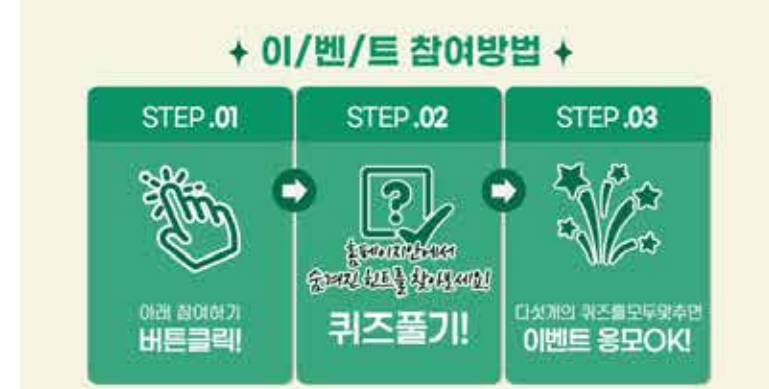 이/벤/트 참여방법
STEP.01
아래 참여하기
버튼클릭!
STEP.02
?
홈페이지안에서
숨겨진 힌트를 찾아보세요!
퀴즈풀기!
STEP.03
다섯개의 퀴즈를모두맞추면
이벤트 응모OK!